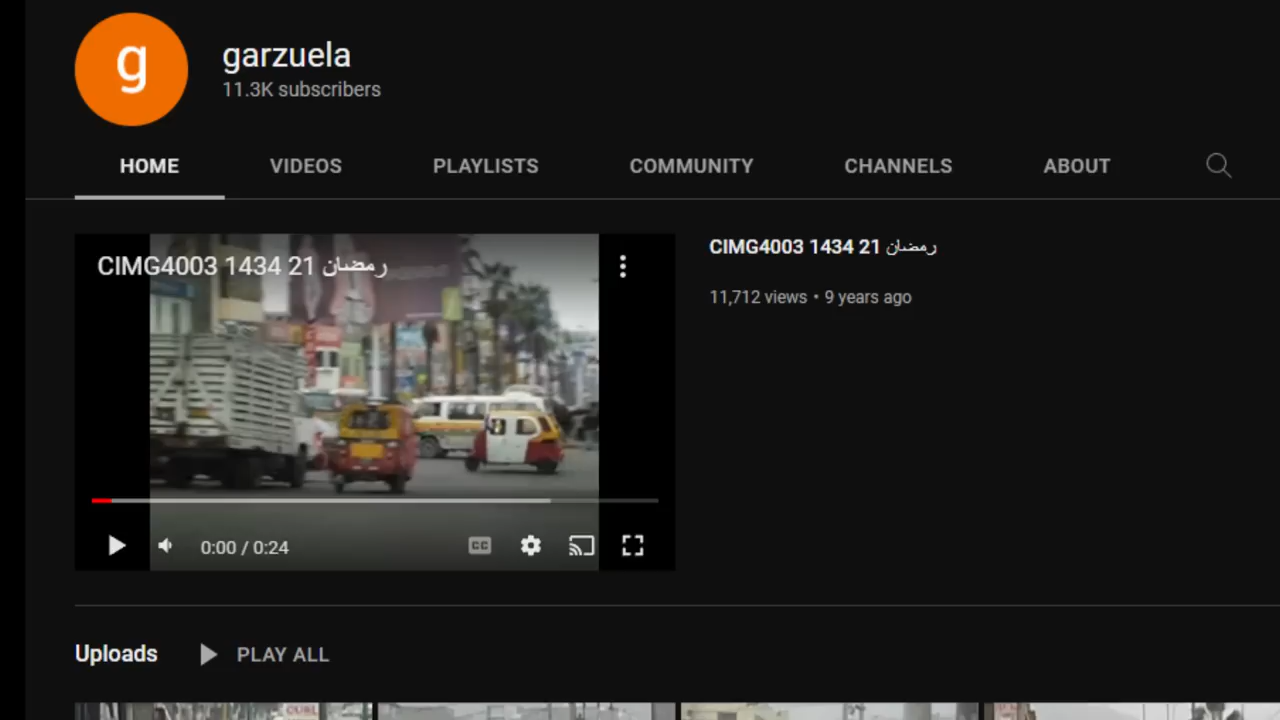 g
garzuela
11.3K subscribers
HOME VIDEOS PLAYLISTS COMMUNITY CHANNELS ABOUT
CIMG4003 1434 رمضان 21
CIMG4003 1434 رمضان 21
11,712 views • 9 years ago
CC
0:00 / 0:24
Uploads PLAY ALL